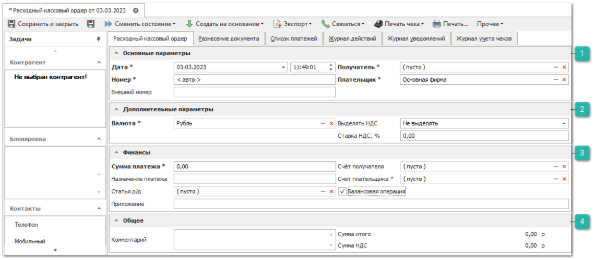 * Расходный кассовый ордер от 03.03.2023
Сохранить и закрыть Сменить состояние Создать на основании Экспорт Связаться Печать чека Печать... Прочее
Задачи
Расходный кассовый ордер Разнесение документа Список платежей Журнал действий Журнал уведомлений Журнал учета чеков
Контрагент
Не выбран контрагент!
Блокировка
Контакты
Телефон
Мобильный
Основные параметры 1
Дата * 03.03.2023 11:49:01 Получатель * ( пусто )
Номер * < авто > Плательщик * Основная фирма
Внешний номер
Дополнительные параметры 2
Валюта * Рубль Выделять НДС Не выделять
Ставка НДС, % 0,00
Финансы 3
Сумма платежа * 0,00 Счёт получателя ( пусто )
Назначение платежа Счёт плательщика * ( пусто )
Статья р/д ( пусто ) Балансовая операция
Приложение
Общее 4
Комментарий Сумма итого 0,00 р
Сумма НДС 0,00 р